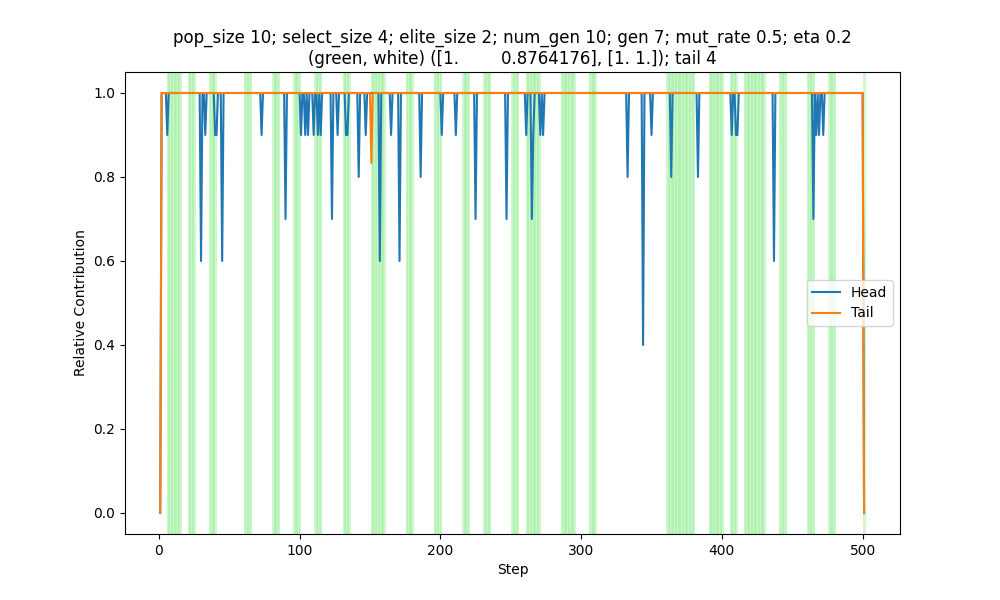 pop_size 10; select_size 4; elite_size 2; num_gen 10; gen 7; mut_rate 0.5; eta 0.2
(green, white) ([1.        0.8764176], [1. 1.]); tail 4
1.0
0.8
0.6
0.4
0.2
0.0
Relative Contribution
Head
Tail
0
100
200
300
400
500
Step